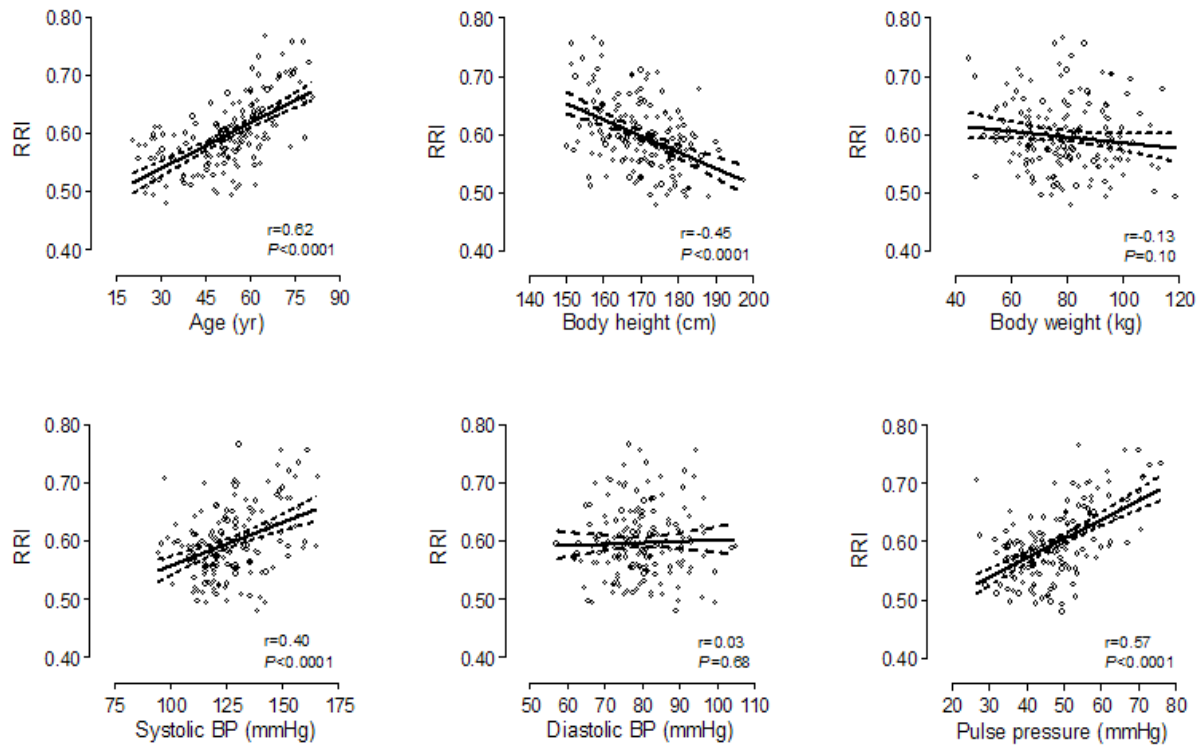 0.80
0.70
0.60
0.50
0.40
RRI
r=0.62
P<0.0001
15 30 45 60 75 90
Age (yr)
0.80
0.70
0.60
0.50
0.40
RRI
r=-0.45
P<0.0001
140 150 160 170 180 190 200
Body height (cm)
0.80
0.70
0.60
0.50
0.40
RRI
r=-0.13
P=0.10
40 60 80 100 120
Body weight (kg)
0.80
0.70
0.60
0.50
0.40
RRI
r=0.40
P<0.0001
75 100 125 150 175
Systolic BP (mmHg)
0.80
0.70
0.60
0.50
0.40
RRI
r=0.03
P=0.68
50 60 70 80 90 100 110
Diastolic BP (mmHg)
0.80
0.70
0.60
0.50
0.40
RRI
r=0.57
P<0.0001
20 30 40 50 60 70 80
Pulse pressure (mmHg)